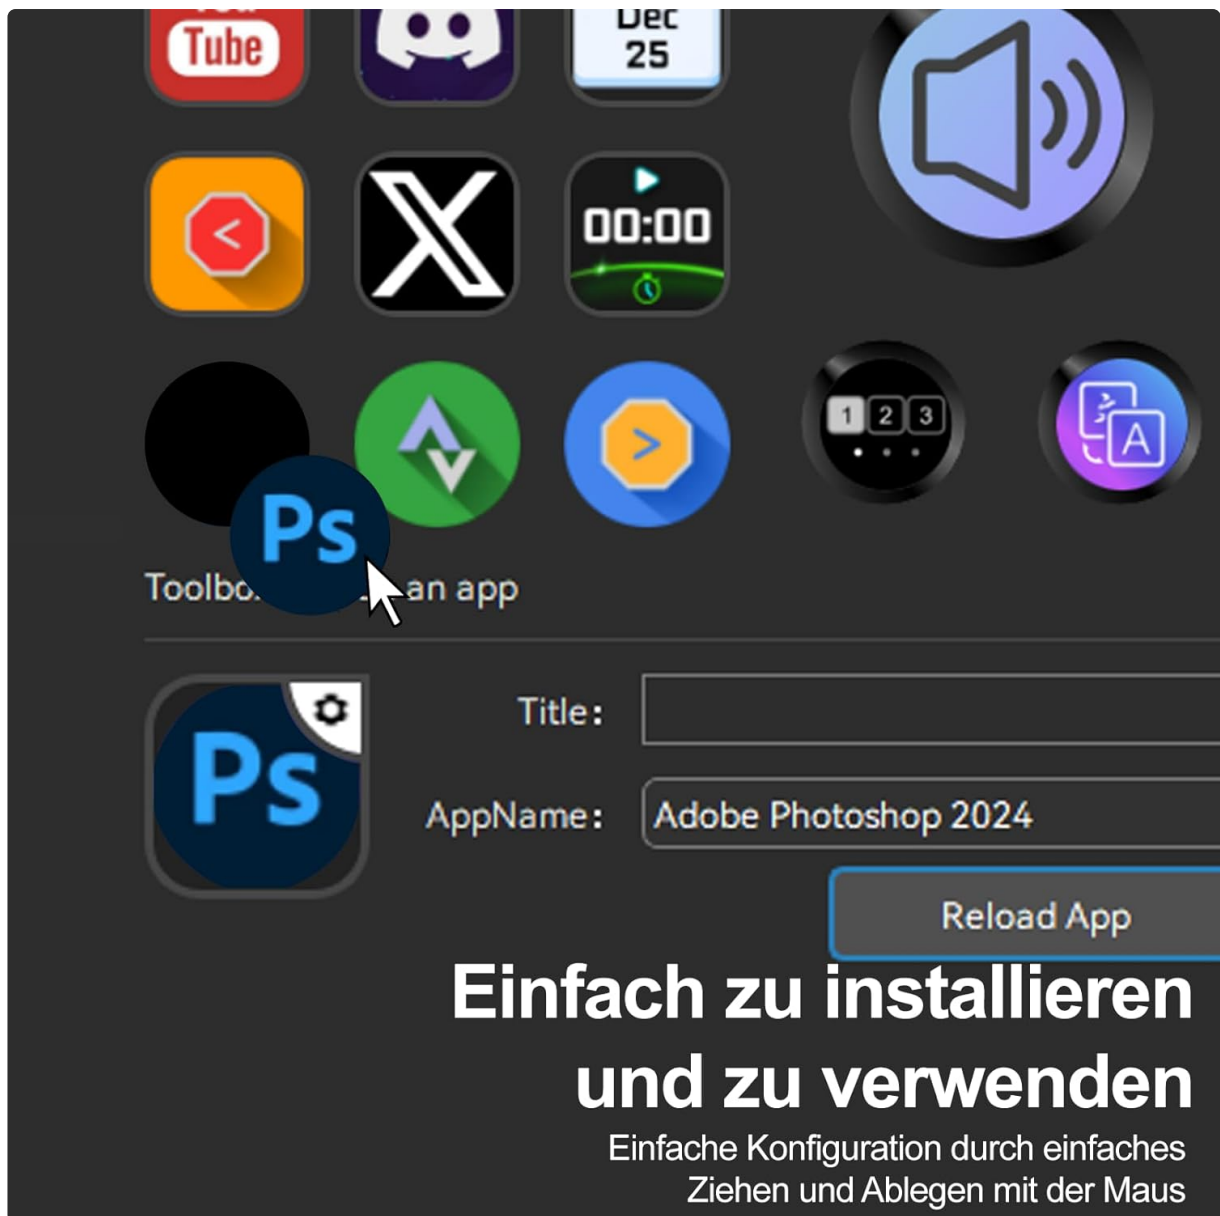 Tube
Dec
25
<
X
00:00
>
1 2 3
A
Ps
an app
Ps
Title:
AppName:
Adobe Photoshop 2024
Reload App
Einfach zu installieren
und zu verwenden
Einfache Konfiguration durch einfaches
Ziehen und Ablegen mit der Maus